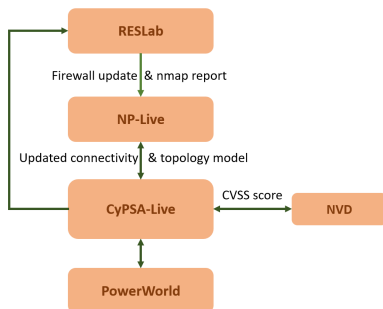 RESLab
Firewall update & nmap report
NP-Live
Updated connectivity & topology model
CVSS score
CyPSA-Live
NVD
PowerWorld